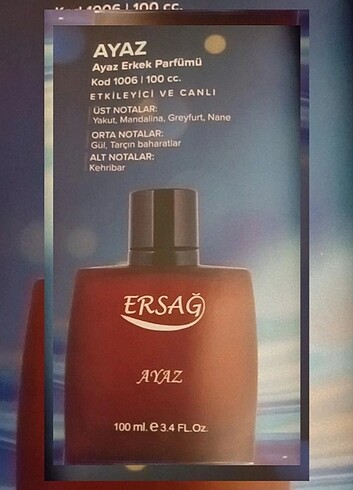 Kod 1006 | 100 cc.
AYAZ
Ayaz Erkek Parfümü
Kod 1006 | 100 cc.
ETKİLEYİCİ VE CANLI
ÜST NOTALAR:
Yakut, Mandalina, Greyfurt, Nane
ORTA NOTALAR:
Gül, Tarçın baharatlar
ALT NOTALAR:
Kehribar
ERSAĞ
AYAZ
100 ml. e 3.4 FL.Oz.